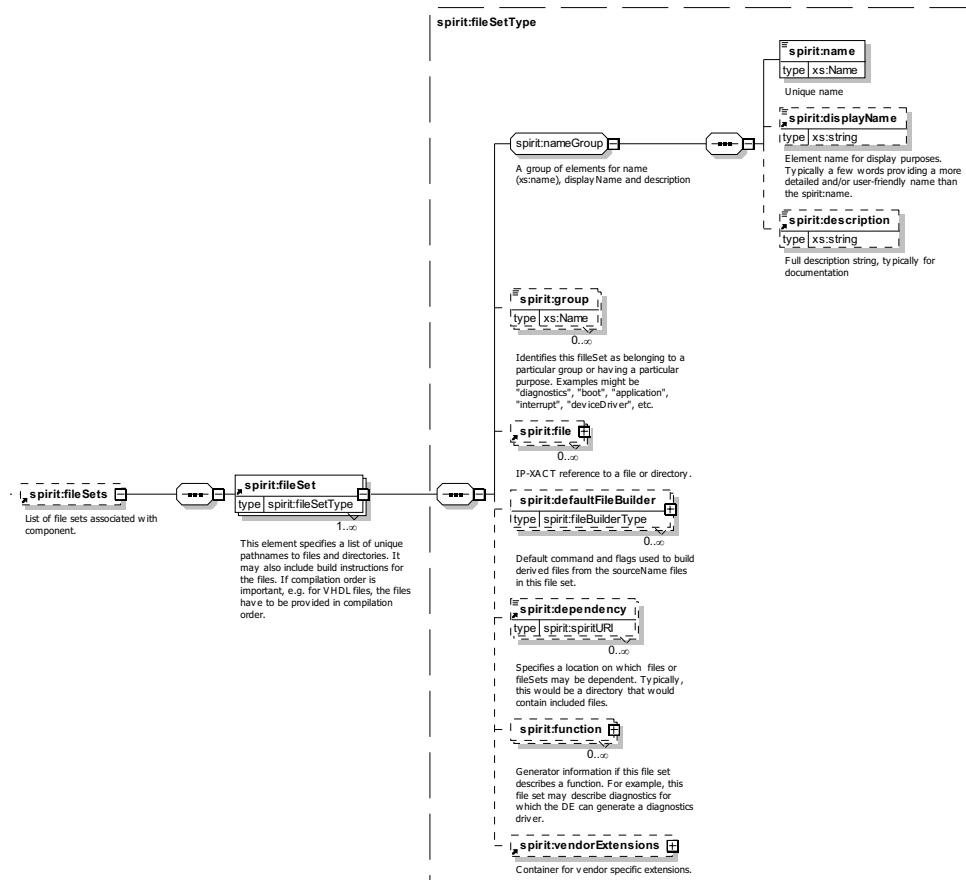 spirit:fileSetType
spirit:name
type xs:Name
Unique name
spirit:displayName
type xs:string
Element name for display purposes.
Typically a few words providing a more
detailed and/or user-friendly name than
the spirit:name.
spirit:description
type xs:string
Full description string, typically for
documentation
spirit:nameGroup
A group of elements for name
(xs:name), displayName and description
spirit:group
type xs:Name
0..∞
Identifies this filleSet as belonging to a
particular group or having a particular
purpose. Examples might be
"diagnostics", "boot", "application",
"interrupt", "deviceDriver", etc.
spirit:file
0..∞
IP-XACT reference to a file or directory.
spirit:fileSets
List of file sets associated with
component.
spirit:fileSet
type spirit:fileSetType
1..∞
This element specifies a list of unique
pathnames to files and directories. It
may also include build instructions for
the files. If compilation order is
important, e.g. for VHDL files, the files
have to be provided in compilation
order.
spirit:defaultFileBuilder
type spirit:fileBuilderType
0..∞
Default command and flags used to build
derived files from the sourceName files
in this file set.
spirit:dependency
type spirit:spiritURI
0..∞
Specifies a location on which files or
fileSets may be dependent. Typically,
this would be a directory that would
contain included files.
spirit:function
0..∞
Generator information if this file set
describes a function. For example, this
file set may describe diagnostics for
which the DE can generate a diagnostics
driver.
spirit:vendorExtensions
Container for vendor specific extensions.